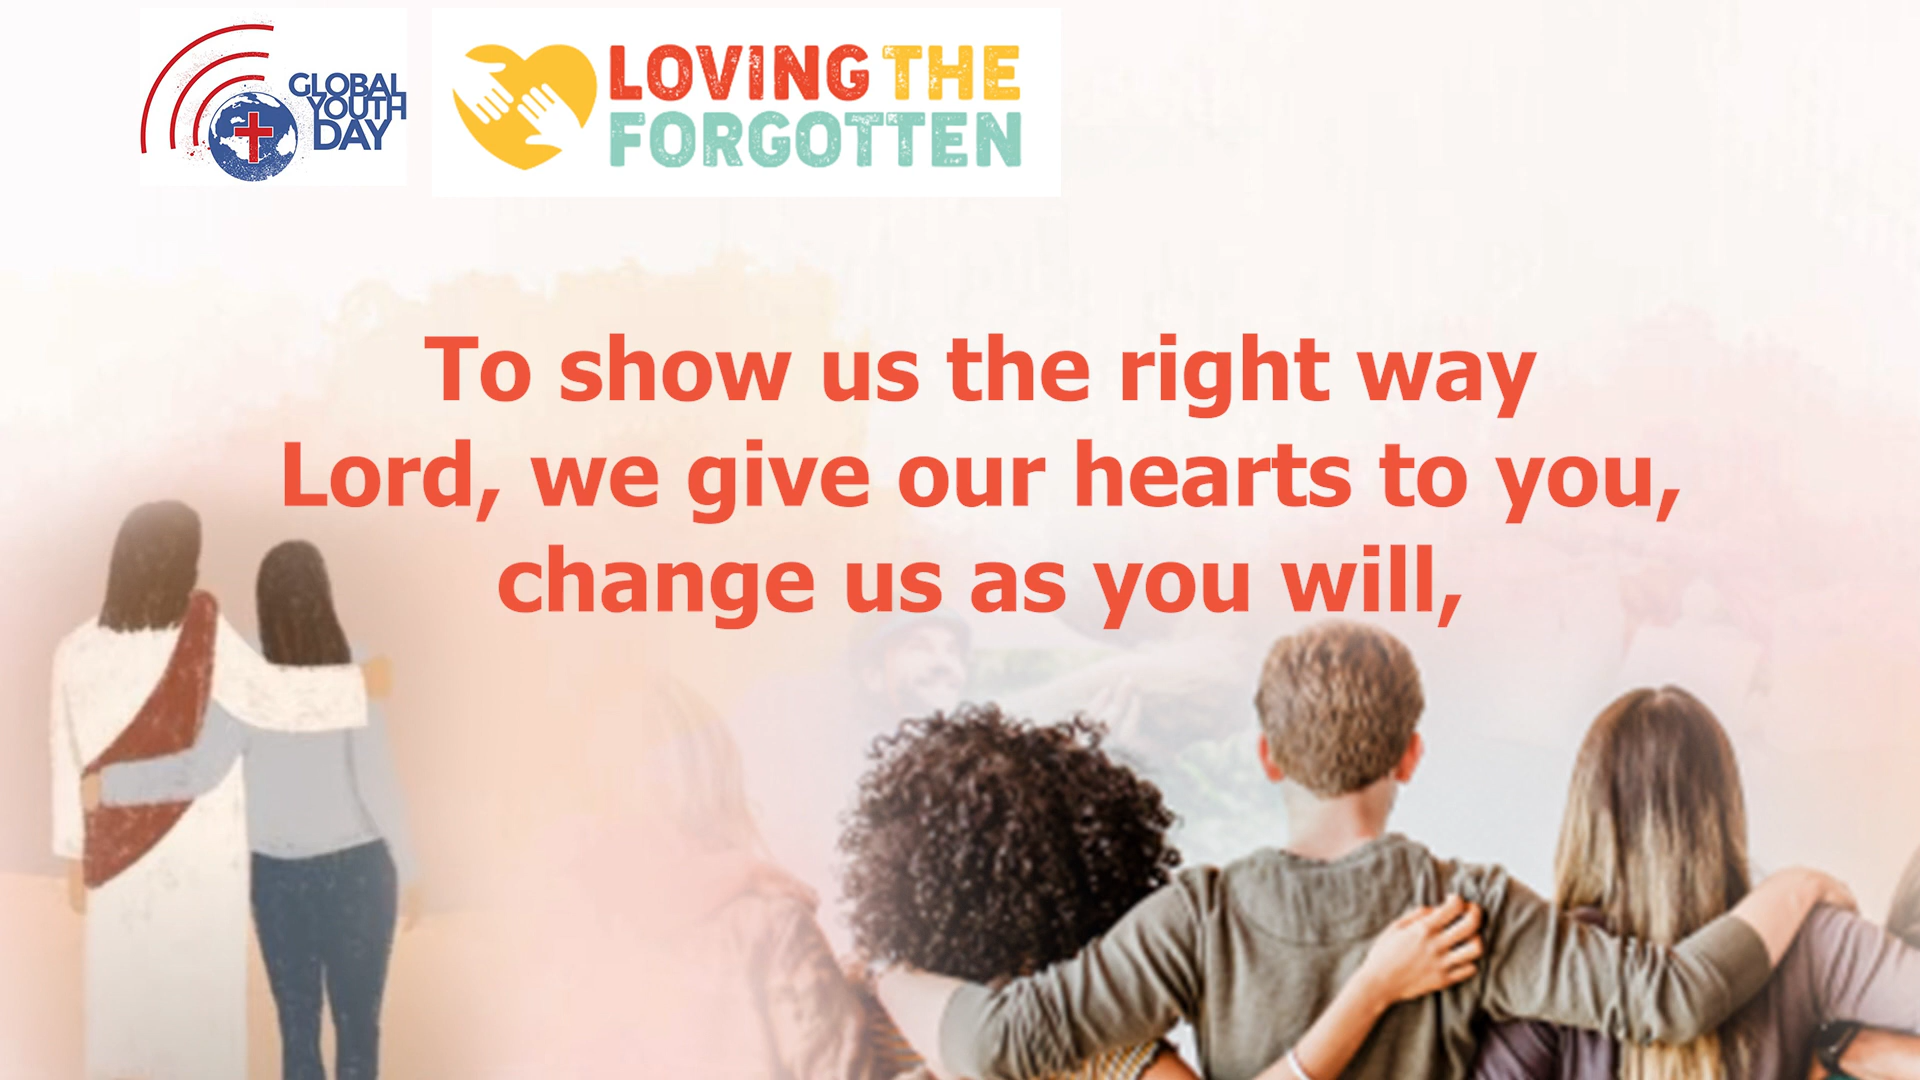 GLOBAL
YOUTH
DAY
LOVING THE
FORGOTTEN
To show us the right way
Lord, we give our hearts to you,
change us as you will,